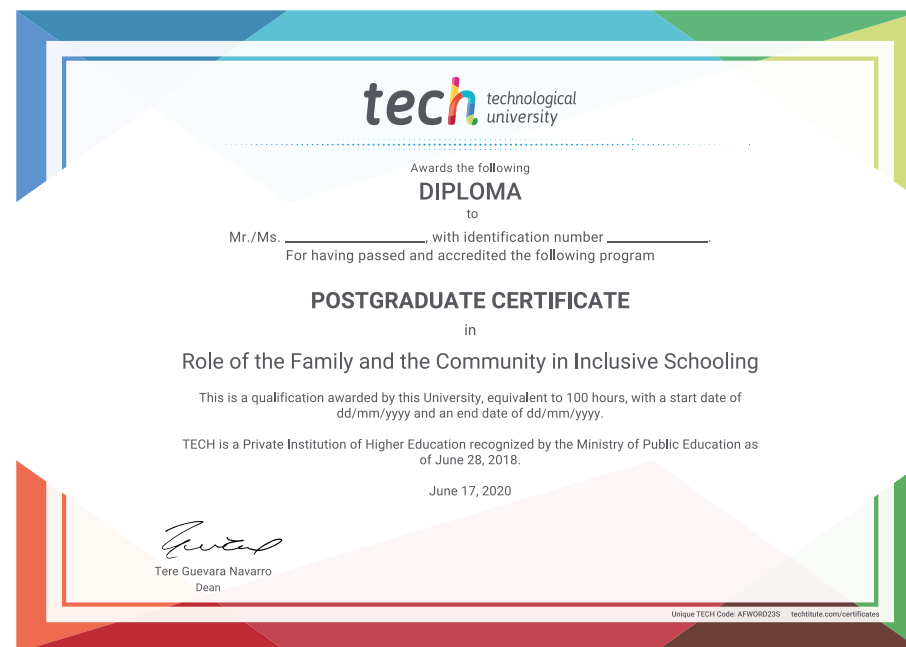 tech technological
university
Awards the following
DIPLOMA
to
Mr./Ms. ____________________, with identification number ______________.
For having passed and accredited the following program
POSTGRADUATE CERTIFICATE
in
Role of the Family and the Community in Inclusive Schooling
This is a qualification awarded by this University, equivalent to 100 hours, with a start date of
dd/mm/yyyy and an end date of dd/mm/yyyy.
TECH is a Private Institution of Higher Education recognized by the Ministry of Public Education as
of June 28, 2018.
June 17, 2020
Tere Guevara Navarro
Dean
Unique TECH Code: AFWORD23S techtitute.com/certificates